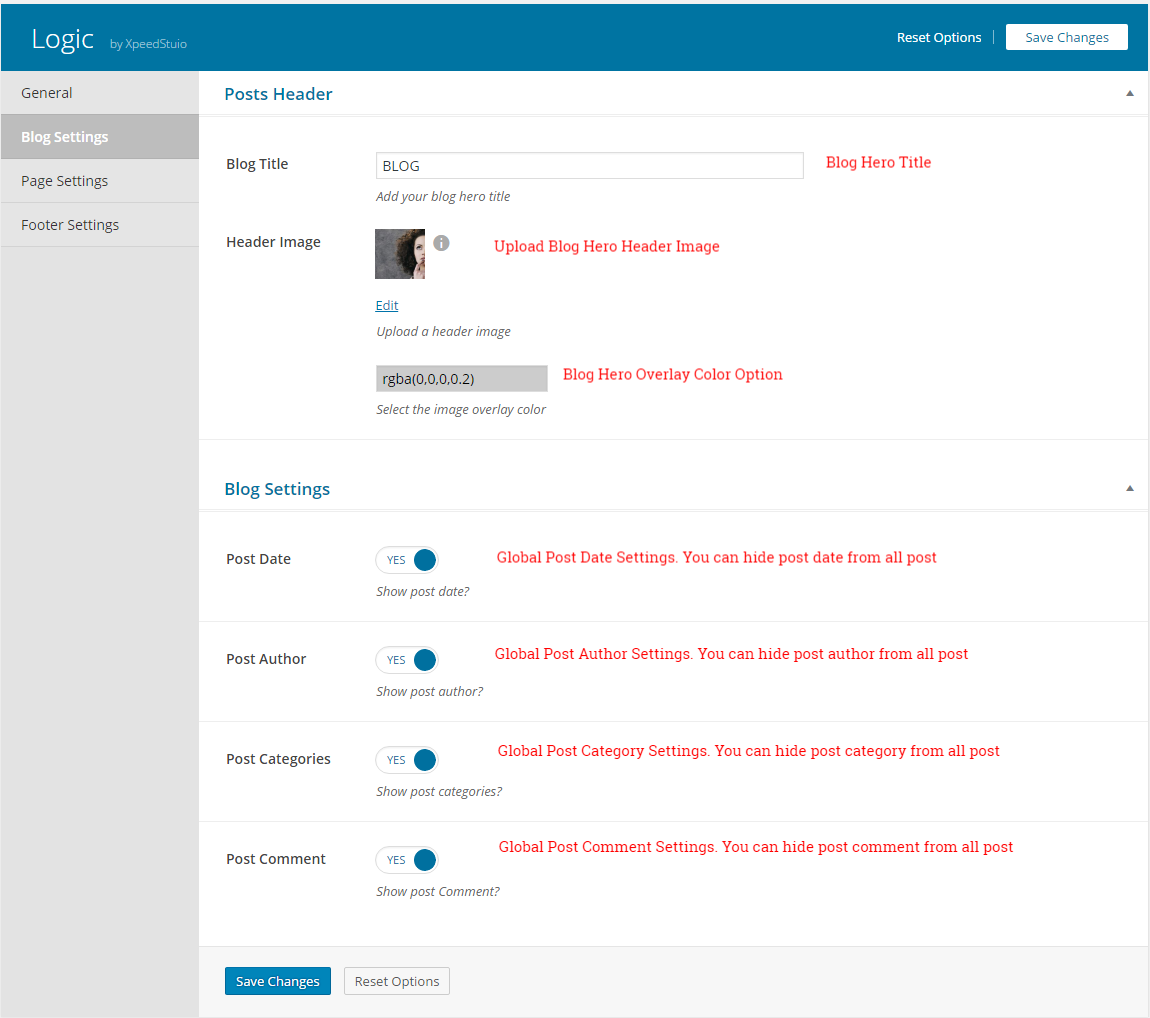 Logic by XpeedStuio Reset Options Save Changes
General
Blog Settings
Page Settings
Footer Settings
Posts Header
Blog Title BLOG Blog Hero Title
Add your blog hero title
Header Image Upload Blog Hero Header Image
Edit
Upload a header image
rgba(0,0,0,0.2) Blog Hero Overlay Color Option
Select the image overlay color
Blog Settings
Post Date YES Global Post Date Settings. You can hide post date from all post
Show post date?
Post Author YES Global Post Author Settings. You can hide post author from all post
Show post author?
Post Categories YES Global Post Category Settings. You can hide post category from all post
Show post categories?
Post Comment YES Global Post Comment Settings. You can hide post comment from all post
Show post Comment?
Save Changes Reset Options